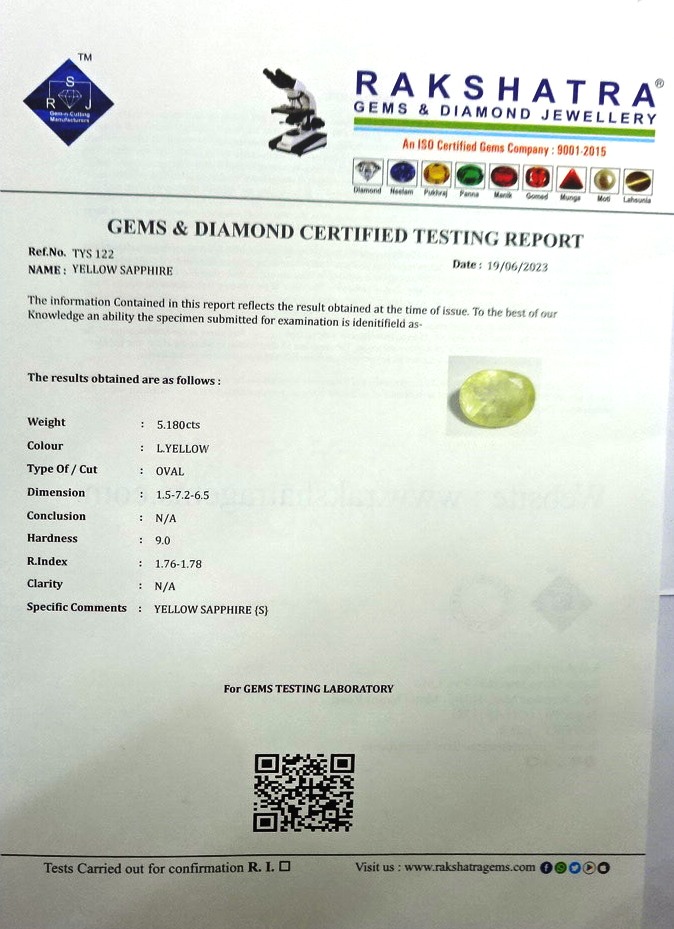 TM
S
R J
Gem-n-Cutting
Manufacturers
RAKSHATRA®
GEMS & DIAMOND JEWELLERY
An ISO Certified Gems Company : 9001-2015
Diamond Neelam Pukhraj Panna Manik Gomed Munga Moti Lahsunia
GEMS & DIAMOND CERTIFIED TESTING REPORT
Ref.No. TYS 122
NAME : YELLOW SAPPHIRE
Date : 19/06/2023
The information Contained in this report reflects the result obtained at the time of issue. To the best of our
Knowledge an ability the specimen submitted for examination is idenitifield as-
The results obtained are as follows :
Weight : 5.180cts
Colour : L.YELLOW
Type Of / Cut : OVAL
Dimension : 1.5-7.2-6.5
Conclusion : N/A
Hardness : 9.0
R.Index : 1.76-1.78
Clarity : N/A
Specific Comments : YELLOW SAPPHIRE {S}
For GEMS TESTING LABORATORY
Tests Carried out for confirmation R. I. ☐
Visit us : www.rakshatragems.com